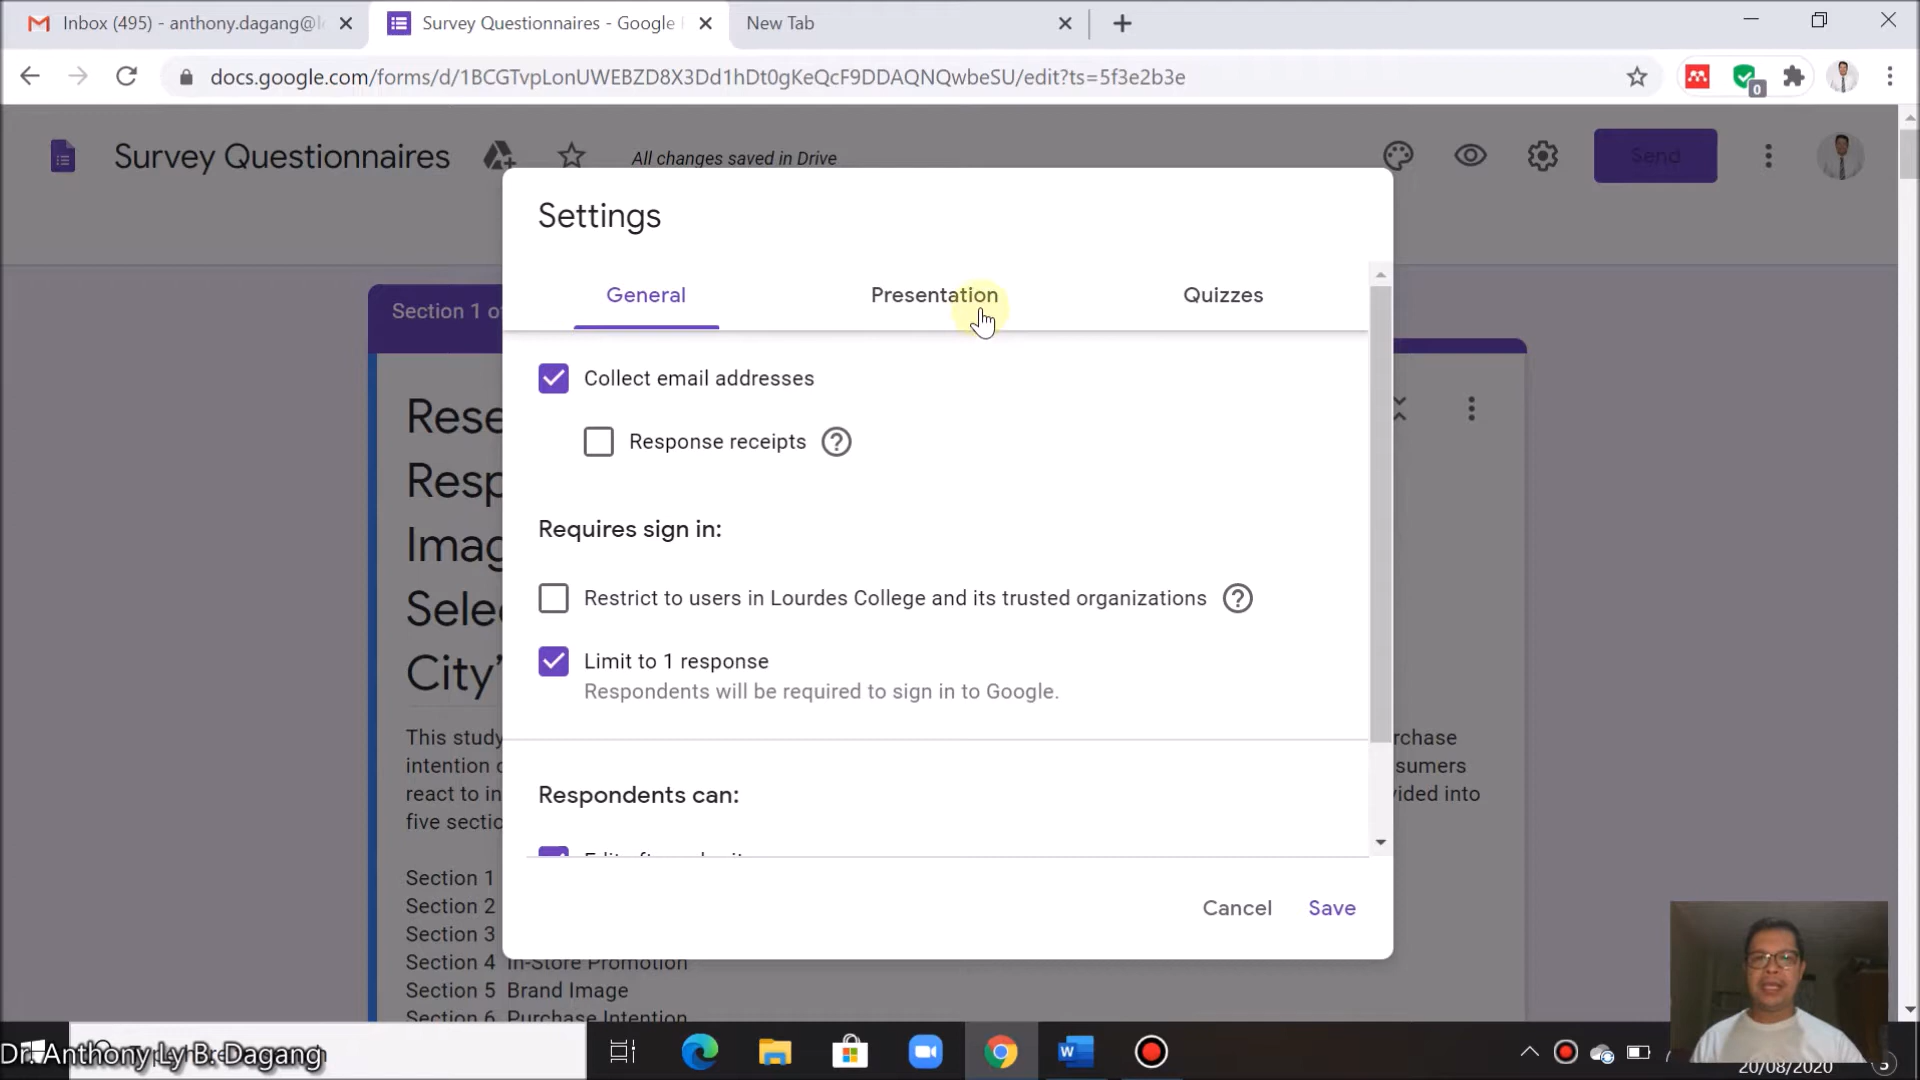 Inbox (495) - anthony.dagang@l
Survey Questionnaires - Google
New Tab
docs.google.com/forms/d/1BCGTvpLonUWEBZD8X3Dd1hDt0gKeQcF9DDAQNQwbeSU/edit?ts=5f3e2b3e
0
Survey Questionnaires
All changes saved in Drive
Send
Settings
General
Presentation
Quizzes
Section 1 o
Collect email addresses
Response receipts
Requires sign in:
Restrict to users in Lourdes College and its trusted organizations
Limit to 1 response
Respondents will be required to sign in to Google.
Respondents can:
Rese
Resp
Imag
Sele
City'
This study
rchase
intention
sumers
react to in
vided into
five sectio
Section 1
Section 2
Section 3
Section 4 In-Store Promotion
Section 5 Brand Image
Section 6 Purchase Intention
Cancel
Save
Dr. Anthony Ly B. Dagang
20/08/2020